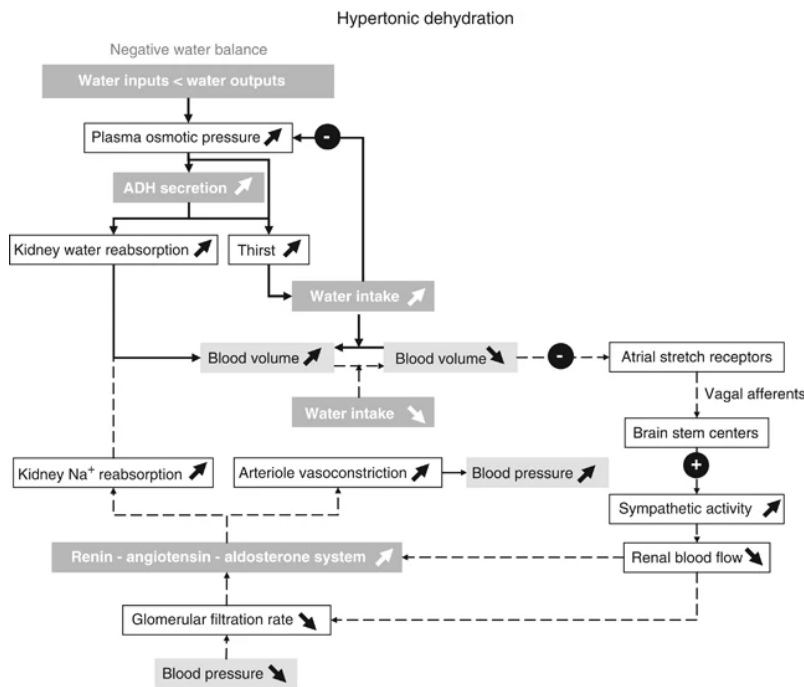 Hypertonic dehydration
Negative water balance
Water inputs < water outputs
Plasma osmotic pressure
-
ADH secretion
Kidney water reabsorption
Thirst
Water intake
Blood volume
Blood volume
-
Atrial stretch receptors
Vagal afferents
Water intake
Brain stem centers
+
Kidney Na⁺ reabsorption
Arteriole vasoconstriction
Blood pressure
Sympathetic activity
Renin - angiotensin - aldosterone system
Renal blood flow
Glomerular filtration rate
Blood pressure